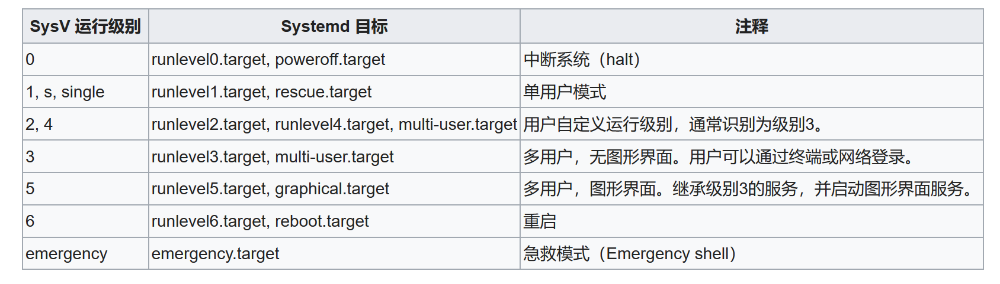 SysV 运行级别 Systemd 目标 注释
0 runlevel0.target, poweroff.target 中断系统（halt）
1, s, single runlevel1.target, rescue.target 单用户模式
2, 4 runlevel2.target, runlevel4.target, multi-user.target 用户自定义运行级别，通常识别为级别3。
3 runlevel3.target, multi-user.target 多用户，无图形界面。用户可以通过终端或网络登录。
5 runlevel5.target, graphical.target 多用户，图形界面。继承级别3的服务，并启动图形界面服务。
6 runlevel6.target, reboot.target 重启
emergency emergency.target 急救模式（Emergency shell）